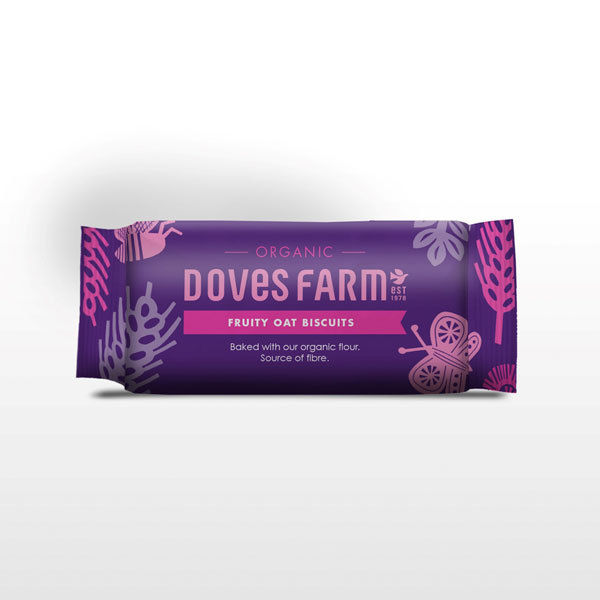 ORGANIC
DOVES FARM
EST
1978
FRUITY OAT BISCUITS
Baked with our organic flour.
Source of fibre.